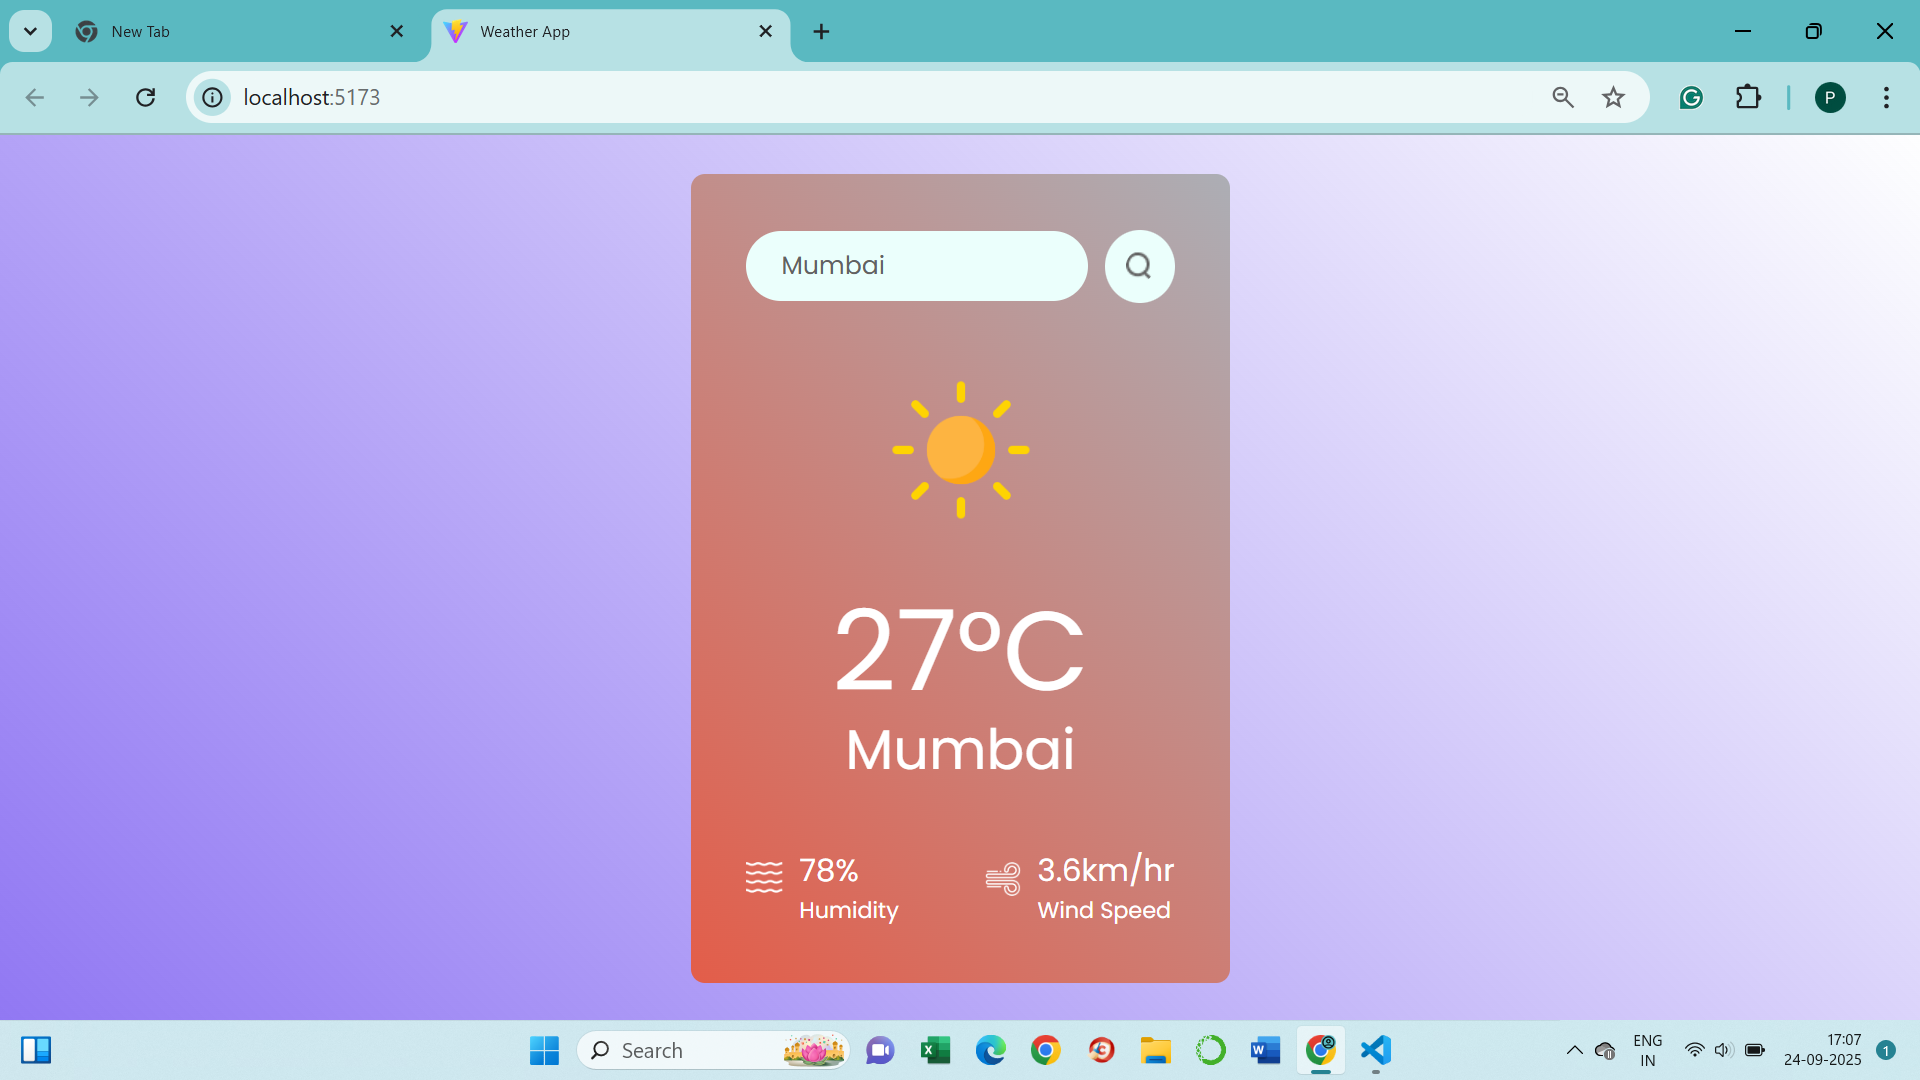 New Tab
Weather App
localhost:5173
P
Mumbai
27°C
Mumbai
78%
Humidity
3.6km/hr
Wind Speed
Search
ENG
IN
17:07
24-09-2025
1